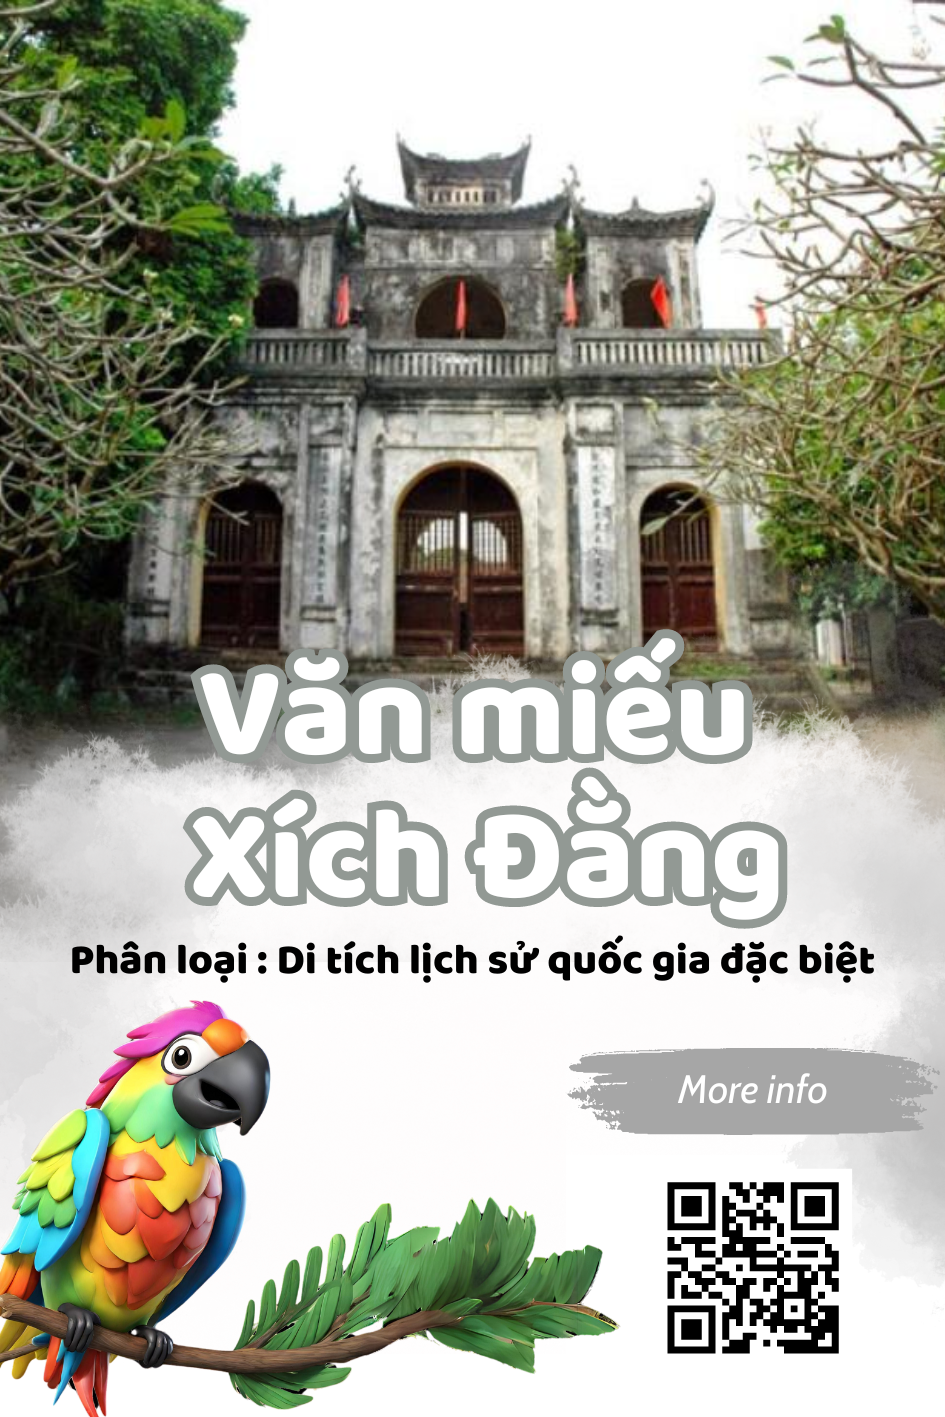 Văn miếu
Xích Đằng
Phân loại : Di tích lịch sử quốc gia đặc biệt
More info